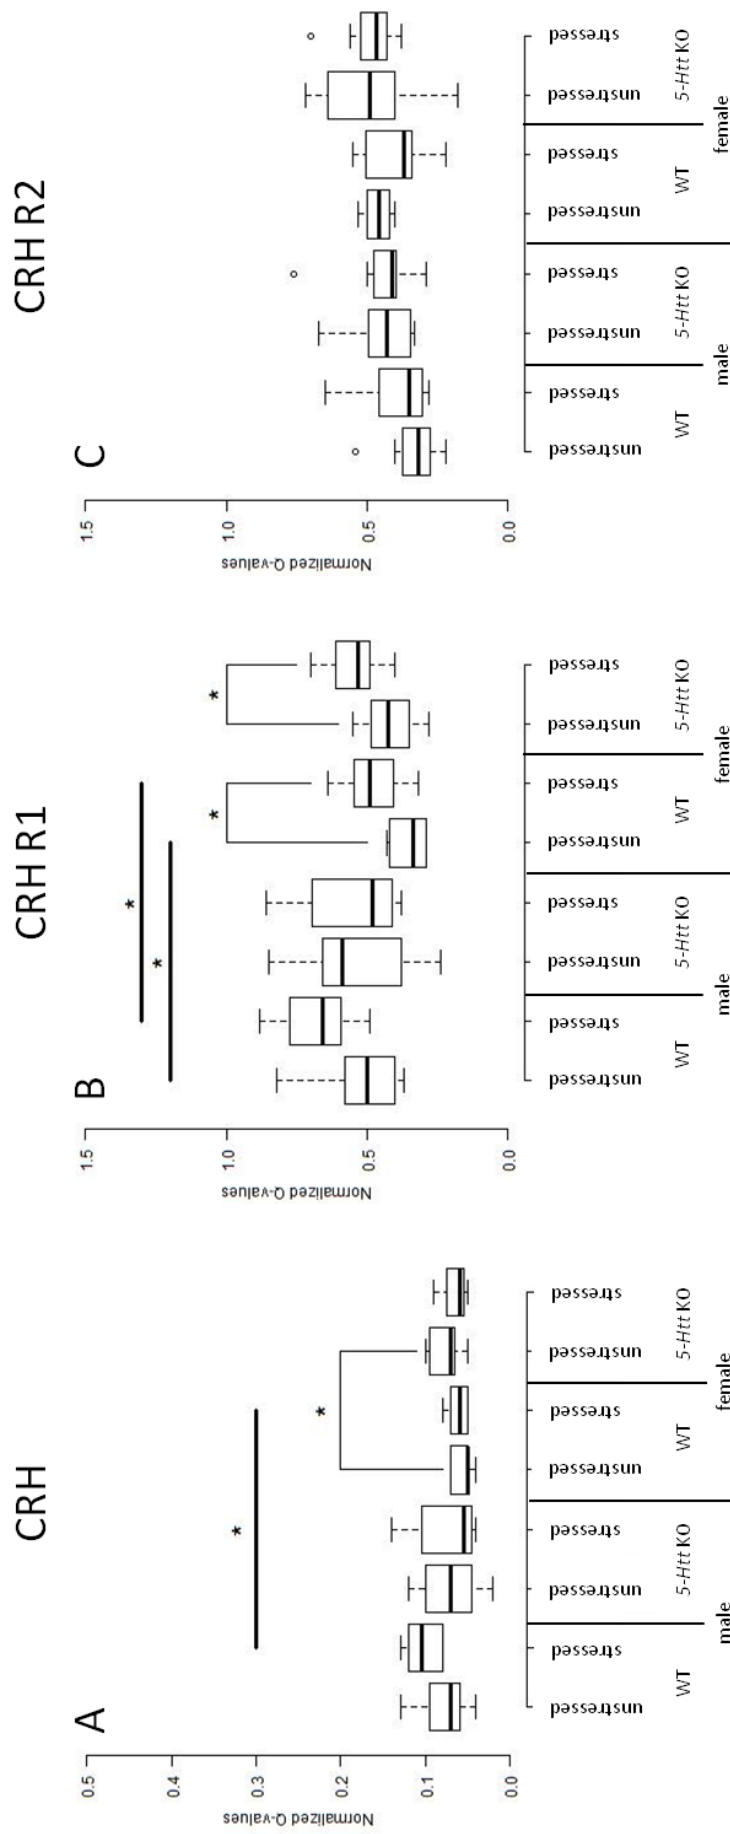 CRH
A
Normalized Q-values
0.5
0.4
0.3
0.2
0.1
0.0
*
*
unstressed stressed unstressed stressed unstressed stressed unstressed stressed
WT 5-Htt KO WT 5-Htt KO
male female
CRH R1
B
Normalized Q-values
1.5
1.0
0.5
0.0
*
*
*
*
unstressed stressed unstressed stressed unstressed stressed unstressed stressed
WT 5-Htt KO WT 5-Htt KO
male female
CRH R2
C
Normalized Q-values
1.5
1.0
0.5
0.0
unstressed stressed unstressed stressed unstressed stressed unstressed stressed
WT 5-Htt KO WT 5-Htt KO
male female